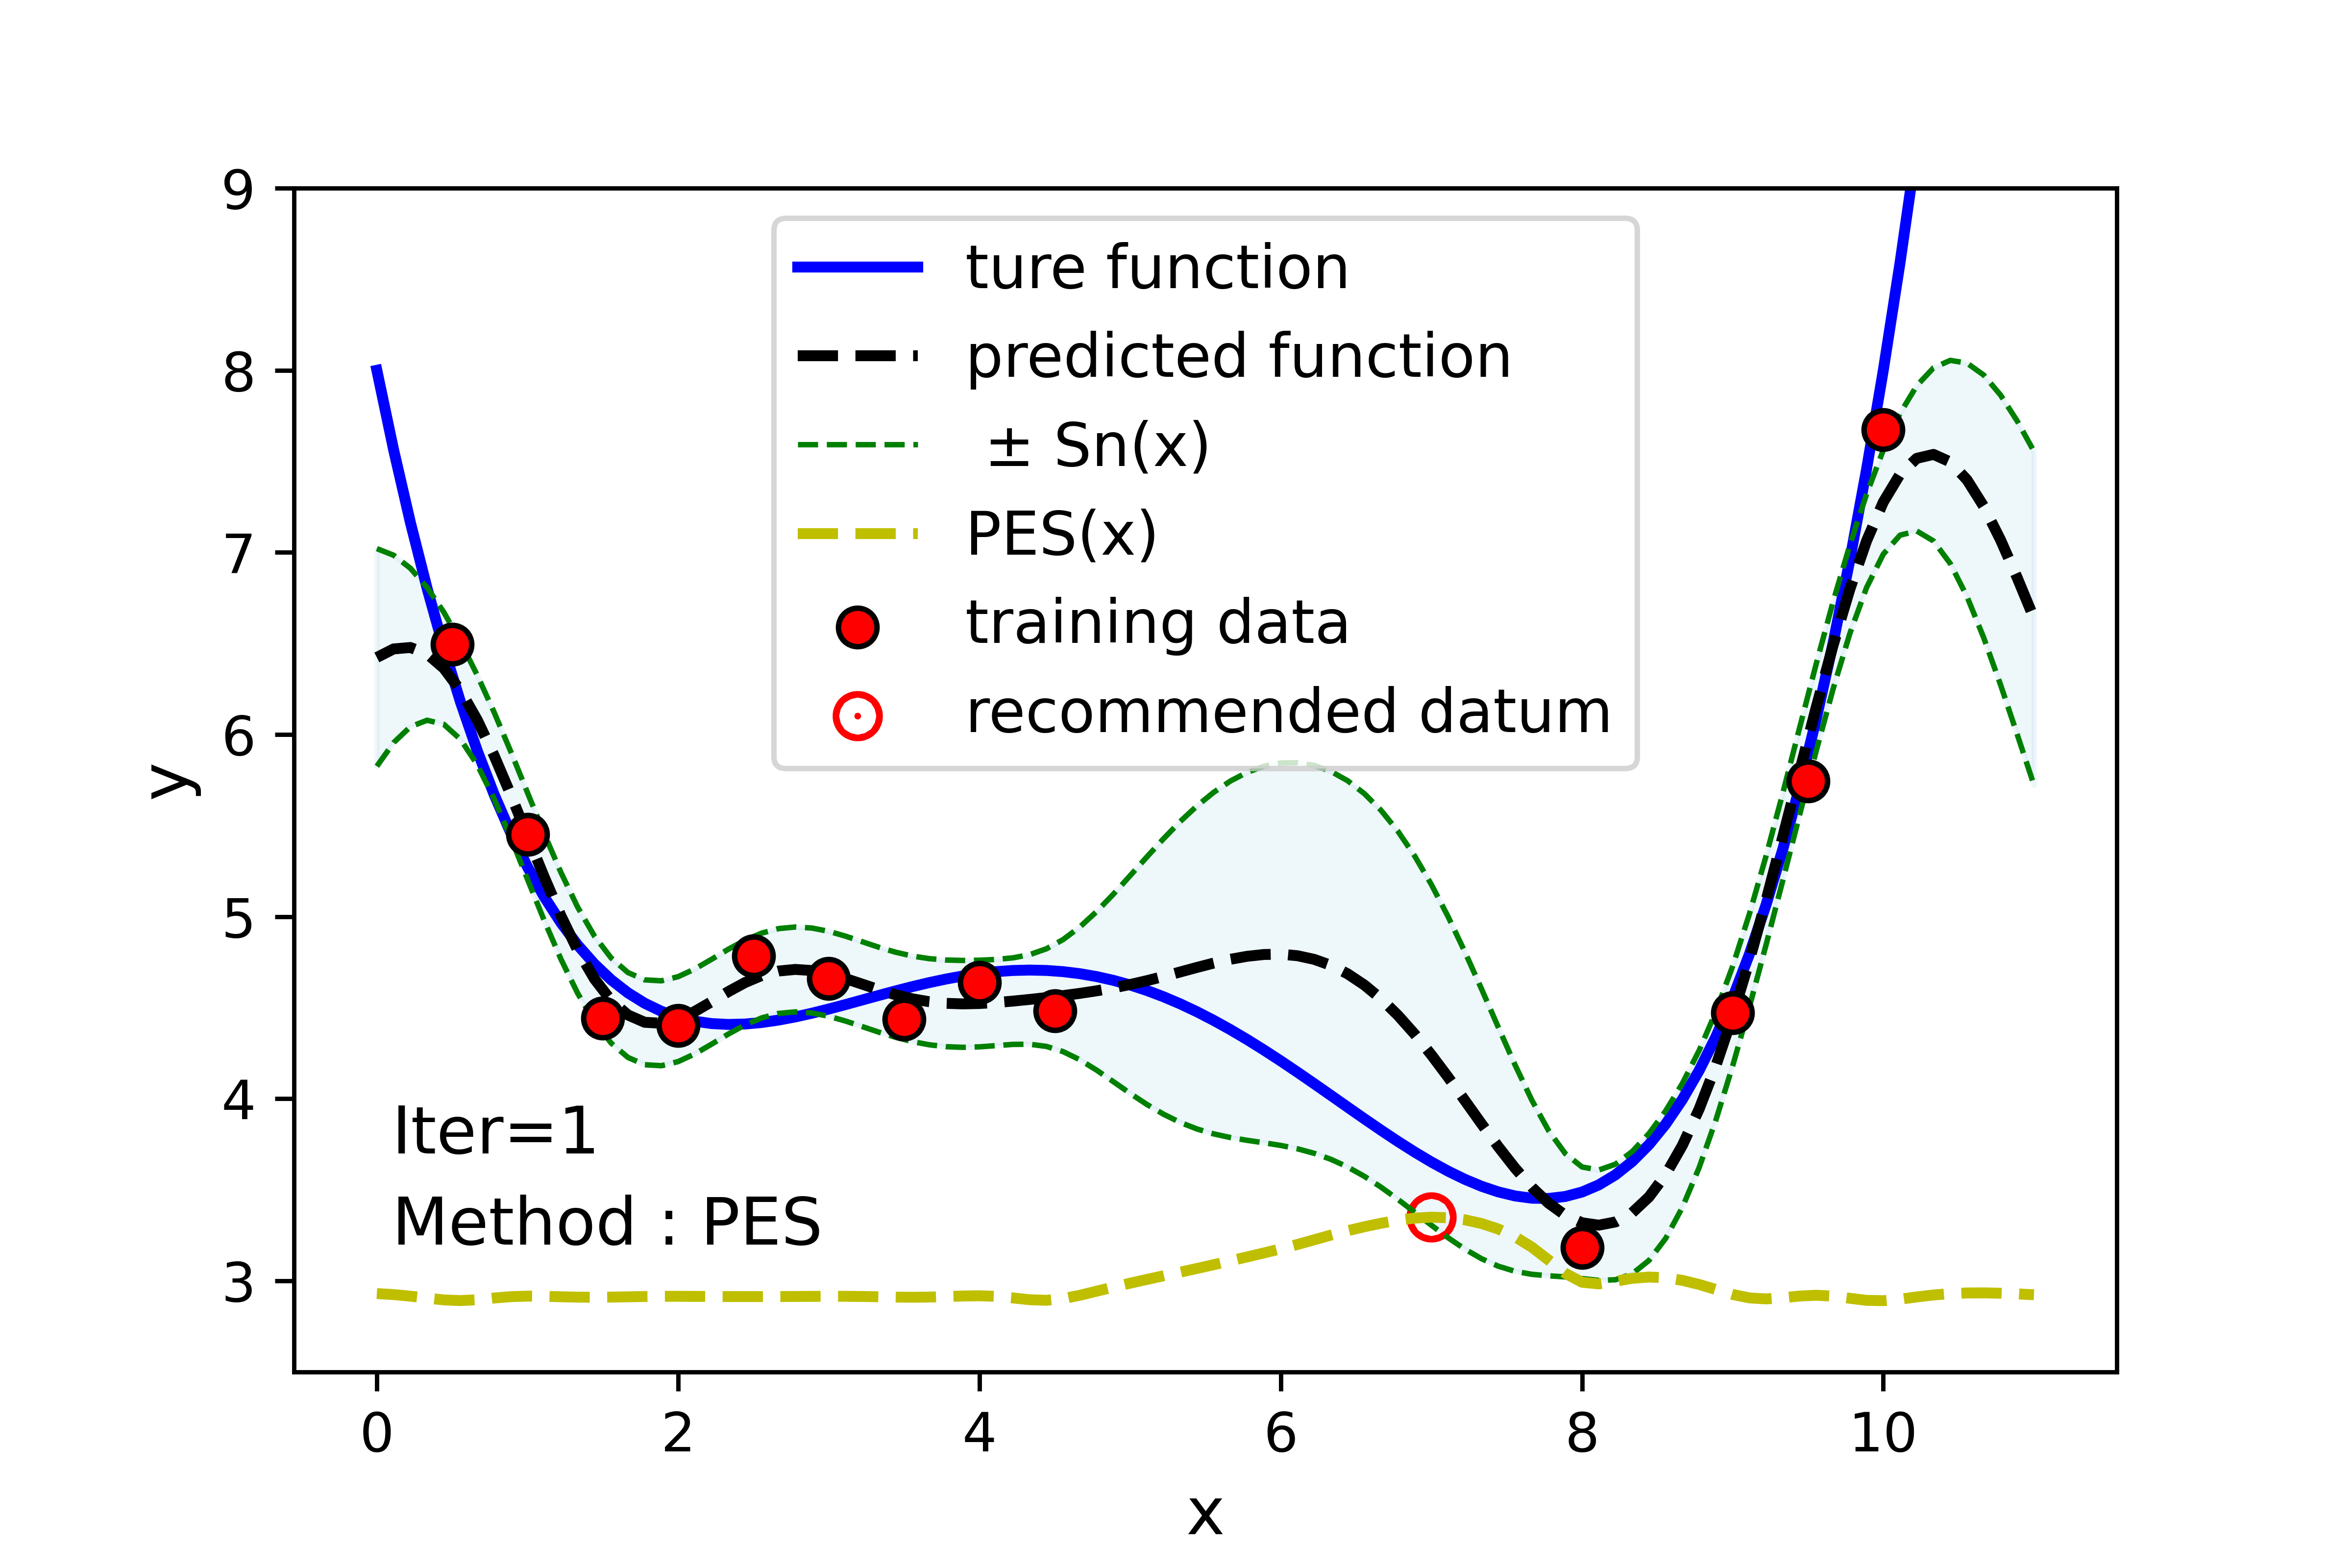 9
8
7
6
5
4
3
y
ture function
predicted function
± Sn(x)
PES(x)
training data
recommended datum
Iter=1
Method : PES
0 2 4 6 8 10
x